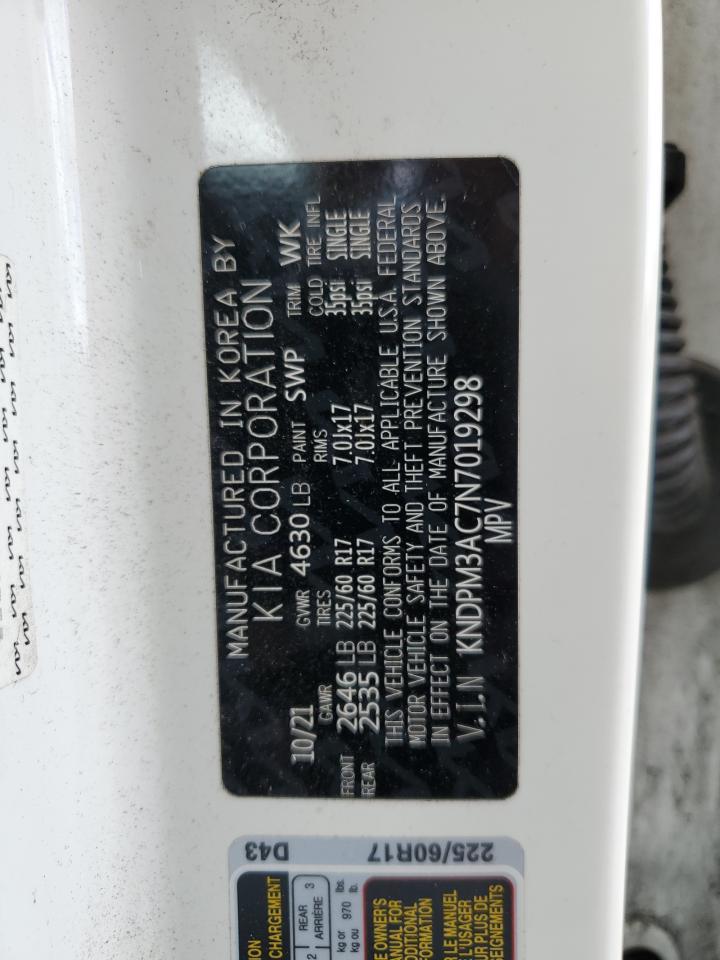 MANUFACTURED IN KOREA BY
KIA CORPORATION
10/21 GVWR 4630 LB PAINT SWP TRIM WK
GAWR TIRES RIMS COLD TIRE INFL
FRONT 2646 LB 225/60 R17 7.0Jx17 35psi SINGLE
REAR 2535 LB 225/60 R17 7.0Jx17 35psi SINGLE
THIS VEHICLE CONFORMS TO ALL APPLICABLE U.S.A. FEDERAL
MOTOR VEHICLE SAFETY AND THEFT PREVENTION STANDARDS
IN EFFECT ON THE DATE OF MANUFACTURE SHOWN ABOVE.
V.I.N KNDPM3AC7N7019298
MPV
D43
225/60R17
CHARGEMENT
2 REAR 3
ARRIÈRE
kg or 970 lbs.
kg ou lb.
OWNER'S
MANUAL FOR
ADDITIONAL
LE MANUEL
L'USAGER
PLUS DE